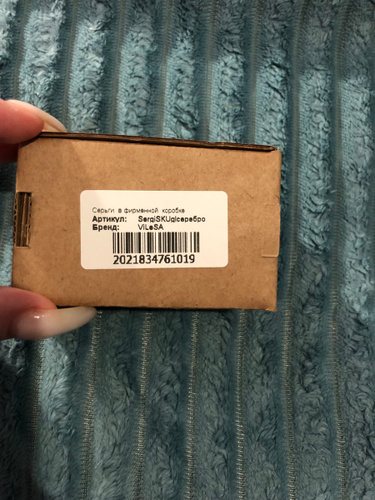 Серьги в фирменной коробке
Артикул: SergiSKUglсеребро
Бренд: ViLeSA
2021834761019